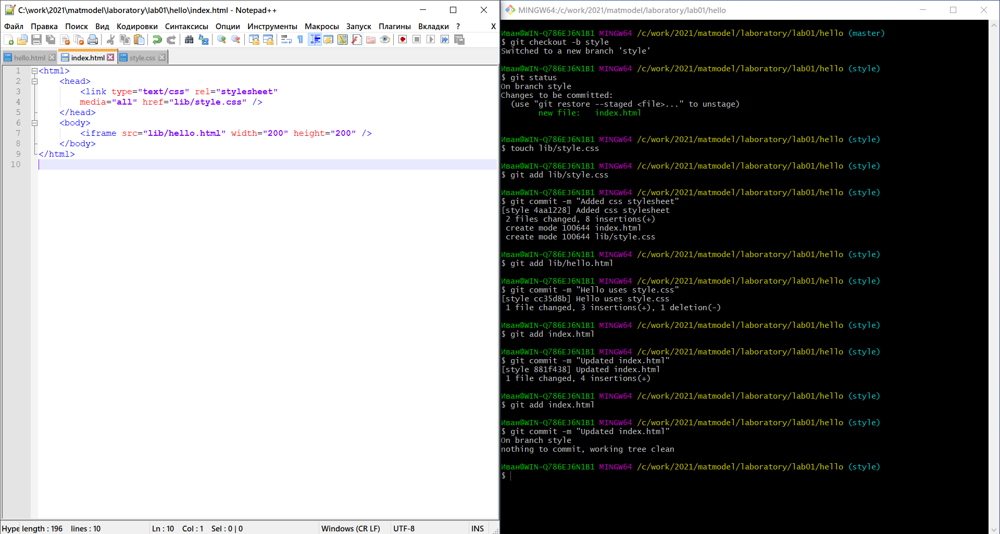 C:\work\2021\matmodel\laboratory\lab01\hello\index.html - Notepad++
Файл Правка Поиск Вид Кодировки Синтаксисы Опции Инструменты Макросы Запуск Плагины Вкладки ? X
hello.html index.html style.css
1 <html>
2 <head>
3 <link type="text/css" rel="stylesheet"
4 media="all" href="lib/style.css" />
5 </head>
6 <body>
7 <iframe src="lib/hello.html" width="200" height="200" />
8 </body>
9 </html>
10
Hype length : 196 lines : 10 Ln : 10 Col : 1 Sel : 0 | 0 Windows (CR LF) UTF-8 INS
MINGW64:/c/work/2021/matmodel/laboratory/lab01/hello
Иван@WIN-Q786EJ6N1B1 MINGW64 /c/work/2021/matmodel/laboratory/lab01/hello (master)
$ git checkout -b style
Switched to a new branch 'style'
Иван@WIN-Q786EJ6N1B1 MINGW64 /c/work/2021/matmodel/laboratory/lab01/hello (style)
$ git status
On branch style
Changes to be committed:
(use "git restore --staged <file>..." to unstage)
new file: index.html
Иван@WIN-Q786EJ6N1B1 MINGW64 /c/work/2021/matmodel/laboratory/lab01/hello (style)
$ touch lib/style.css
Иван@WIN-Q786EJ6N1B1 MINGW64 /c/work/2021/matmodel/laboratory/lab01/hello (style)
$ git add lib/style.css
Иван@WIN-Q786EJ6N1B1 MINGW64 /c/work/2021/matmodel/laboratory/lab01/hello (style)
$ git commit -m "Added css stylesheet"
[style 4aa1228] Added css stylesheet
2 files changed, 8 insertions(+)
create mode 100644 index.html
create mode 100644 lib/style.css
Иван@WIN-Q786EJ6N1B1 MINGW64 /c/work/2021/matmodel/laboratory/lab01/hello (style)
$ git add lib/hello.html
Иван@WIN-Q786EJ6N1B1 MINGW64 /c/work/2021/matmodel/laboratory/lab01/hello (style)
$ git commit -m "Hello uses style.css"
[style cc35d8b] Hello uses style.css
1 file changed, 3 insertions(+), 1 deletion(-)
Иван@WIN-Q786EJ6N1B1 MINGW64 /c/work/2021/matmodel/laboratory/lab01/hello (style)
$ git add index.html
Иван@WIN-Q786EJ6N1B1 MINGW64 /c/work/2021/matmodel/laboratory/lab01/hello (style)
$ git commit -m "Updated index.html"
[style 881f438] Updated index.html
1 file changed, 4 insertions(+)
Иван@WIN-Q786EJ6N1B1 MINGW64 /c/work/2021/matmodel/laboratory/lab01/hello (style)
$ git add index.html
Иван@WIN-Q786EJ6N1B1 MINGW64 /c/work/2021/matmodel/laboratory/lab01/hello (style)
$ git commit -m "Updated index.html"
On branch style
nothing to commit, working tree clean
Иван@WIN-Q786EJ6N1B1 MINGW64 /c/work/2021/matmodel/laboratory/lab01/hello (style)
$